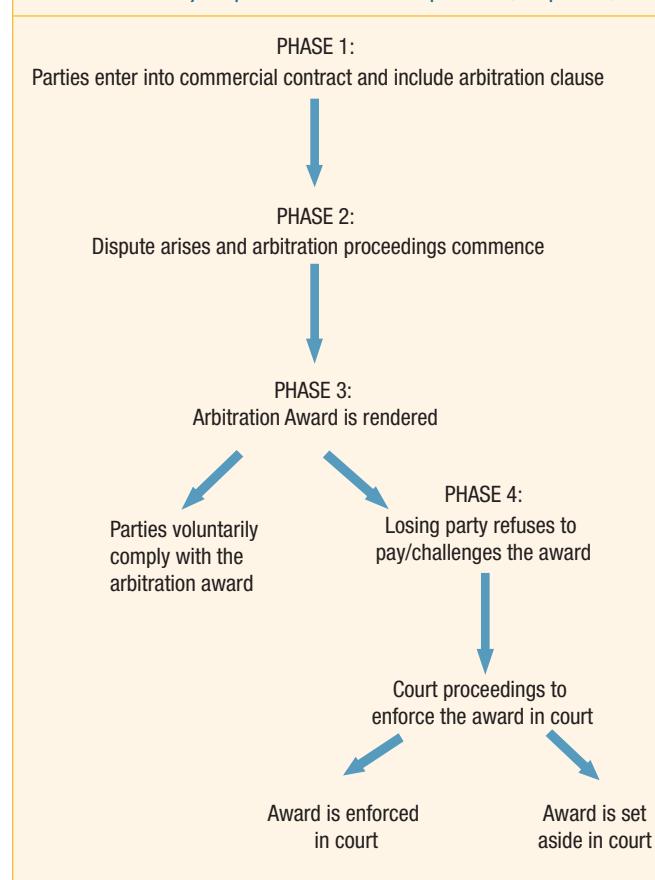 PHASE 1:
Parties enter into commercial contract and include arbitration clause
PHASE 2:
Dispute arises and arbitration proceedings commence
PHASE 3:
Arbitration Award is rendered
Parties voluntarily
comply with the
arbitration award
PHASE 4:
Losing party refuses to
pay/challenges the award
Court proceedings to
enforce the award in court
Award is enforced
in court
Award is set
aside in court